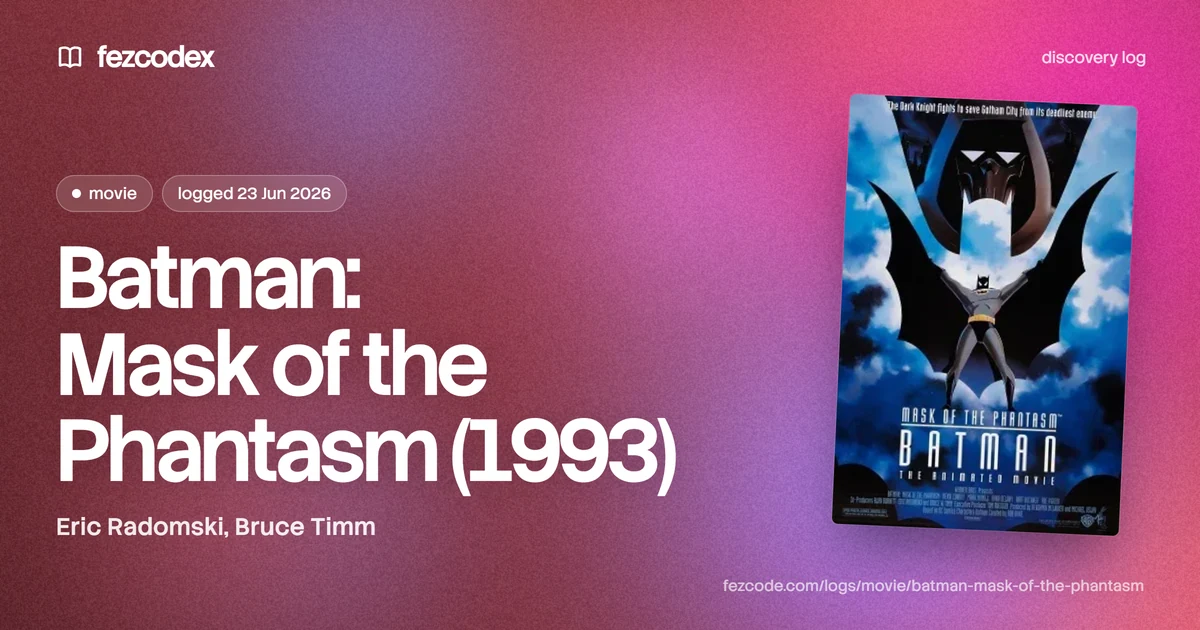 fezcodex
discovery log
movie
logged 23 Jun 2026
Batman:
Mask of the
Phantasm (1993)
Eric Radomski, Bruce Timm
The Dark Knight fights to save Gotham City from its deadliest enemy.
MASK OF THE PHANTASM™
BATMAN
THE ANIMATED MOVIE
fezcode.com/logs/movie/batman-mask-of-the-phantasm